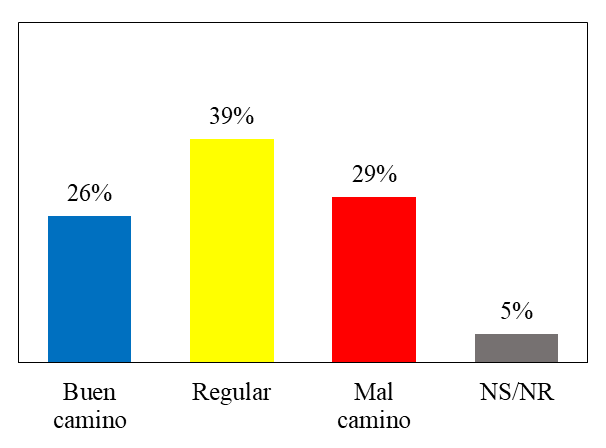 39%
29%
26%
5%
Buen camino
Regular
Mal camino
NS/NR